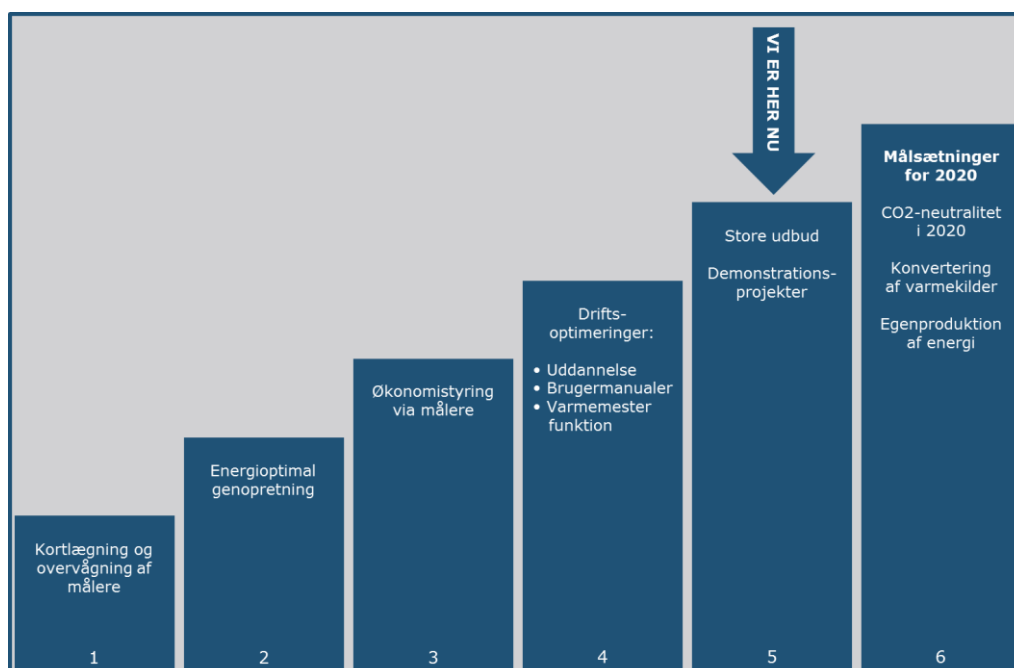 Kortlægning og
overvågning af
målere
1
Energioptimal
genopretning
2
Økonomistyring
via målere
3
Drifts-
optimeringer:
• Uddannelse
• Brugermanualer
• Varmemester
funktion
4
VI ER HER NU
Store udbud
Demonstrations-
projekter
5
Målsætninger
for 2020
CO2-neutralitet
i 2020
Konvertering
af varmekilder
Egenproduktion
af energi
6